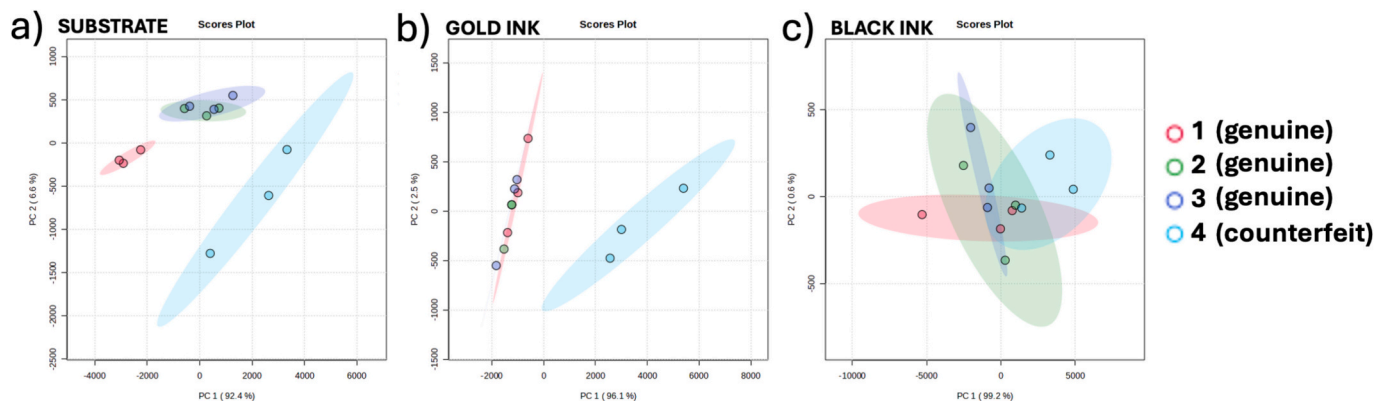 a) SUBSTRATE
Scores Plot
PC 2 ( 6.6 %)
1000
500
0
-500
-1000
-1500
-2000
-2500
-4000 -2000 0 2000 4000 6000
PC 1 ( 92.4 %)
b) GOLD INK
Scores Plot
PC 2 ( 2.5 %)
1500
1000
500
0
-500
-1000
-1500
-2000 0 2000 4000 6000 8000
PC 1 ( 96.1 %)
c) BLACK INK
Scores Plot
PC 2 ( 0.6 %)
500
0
-500
-10000 -5000 0 5000
PC 1 ( 99.2 %)
1 (genuine)
2 (genuine)
3 (genuine)
4 (counterfeit)